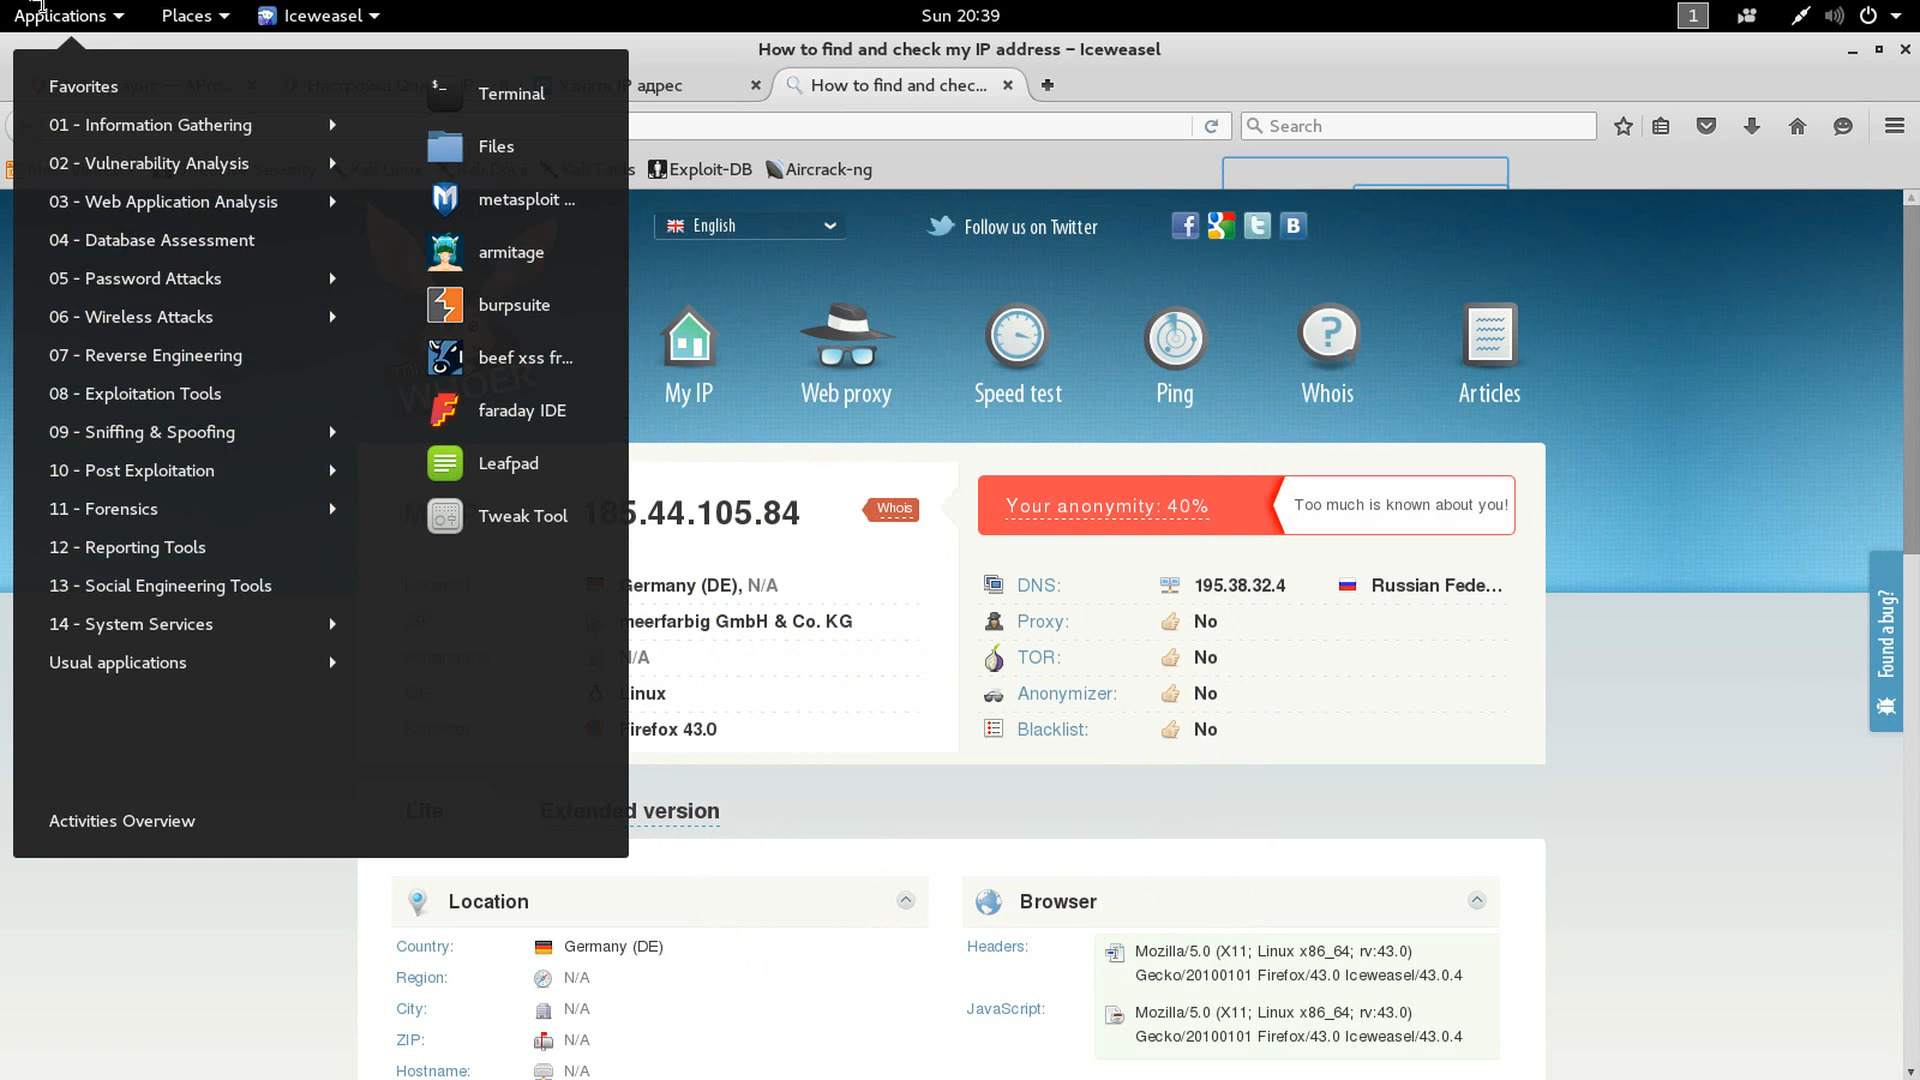 Applications Places Iceweasel Sun 20:39 1
How to find and check my IP address – Iceweasel
Узнать IP адрес How to find and chec...
Search
Exploit-DB Aircrack-ng
Favorites
01 - Information Gathering
02 - Vulnerability Analysis
03 - Web Application Analysis
04 - Database Assessment
05 - Password Attacks
06 - Wireless Attacks
07 - Reverse Engineering
08 - Exploitation Tools
09 - Sniffing & Spoofing
10 - Post Exploitation
11 - Forensics
12 - Reporting Tools
13 - Social Engineering Tools
14 - System Services
Usual applications
Activities Overview
Terminal
Files
metasploit ...
armitage
burpsuite
beef xss fr...
faraday IDE
Leafpad
Tweak Tool
English
Follow us on Twitter
My IP Web proxy Speed test Ping Whois Articles
WHOER
185.44.105.84 Whois
Germany (DE), N/A
meerfarbig GmbH & Co. KG
N/A
Linux
Firefox 43.0
Your anonymity: 40% Too much is known about you!
DNS: 195.38.32.4 Russian Fede...
Proxy: No
TOR: No
Anonymizer: No
Blacklist: No
Found a bug?
Lite Extended version
Location
Country: Germany (DE)
Region: N/A
City: N/A
ZIP: N/A
Hostname: N/A
Browser
Headers: Mozilla/5.0 (X11; Linux x86_64; rv:43.0)
Gecko/20100101 Firefox/43.0 Iceweasel/43.0.4
JavaScript: Mozilla/5.0 (X11; Linux x86_64; rv:43.0)
Gecko/20100101 Firefox/43.0 Iceweasel/43.0.4